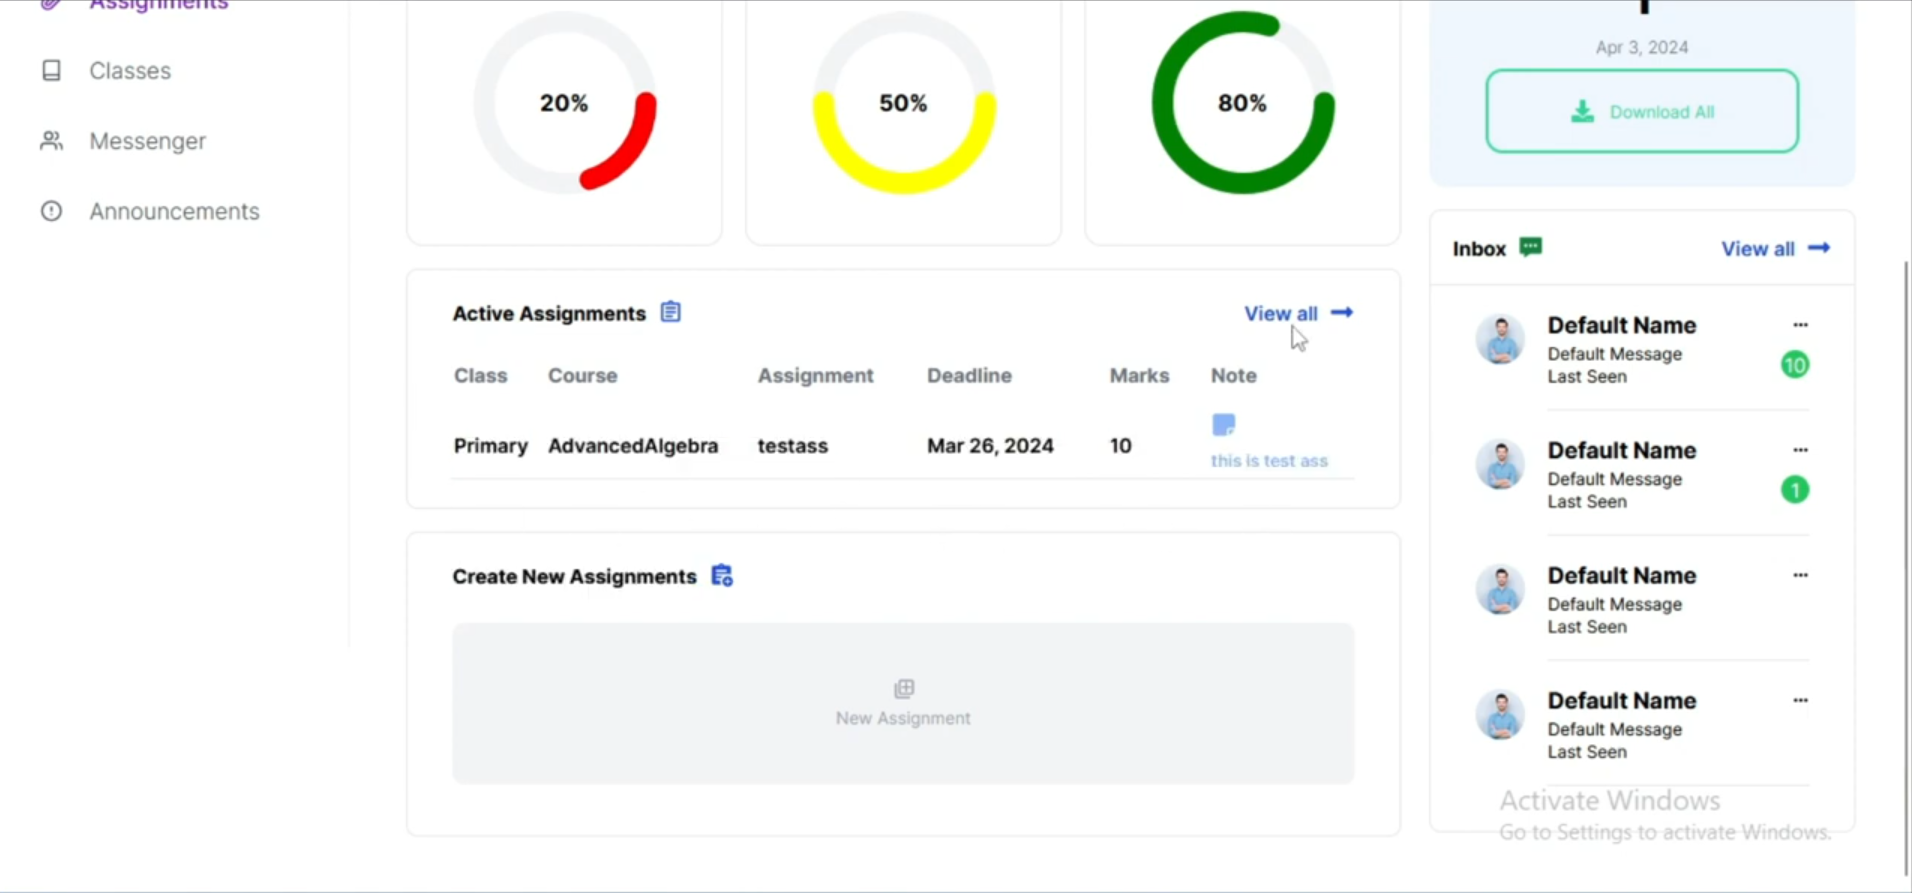 Assignments
Classes
Messenger
Announcements
20%
50%
80%
Apr 3, 2024
Download All
Active Assignments
View all
Class Course Assignment Deadline Marks Note
Primary AdvancedAlgebra testass Mar 26, 2024 10
this is test ass
Create New Assignments
New Assignment
Inbox
View all
Default Name
Default Message
Last Seen
10
Default Name
Default Message
Last Seen
1
Default Name
Default Message
Last Seen
Default Name
Default Message
Last Seen
Activate Windows
Go to Settings to activate Windows.